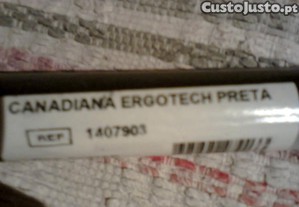 CustoJusto.pt
CANADIANA ERGOTECH PRETA
REF 1407903